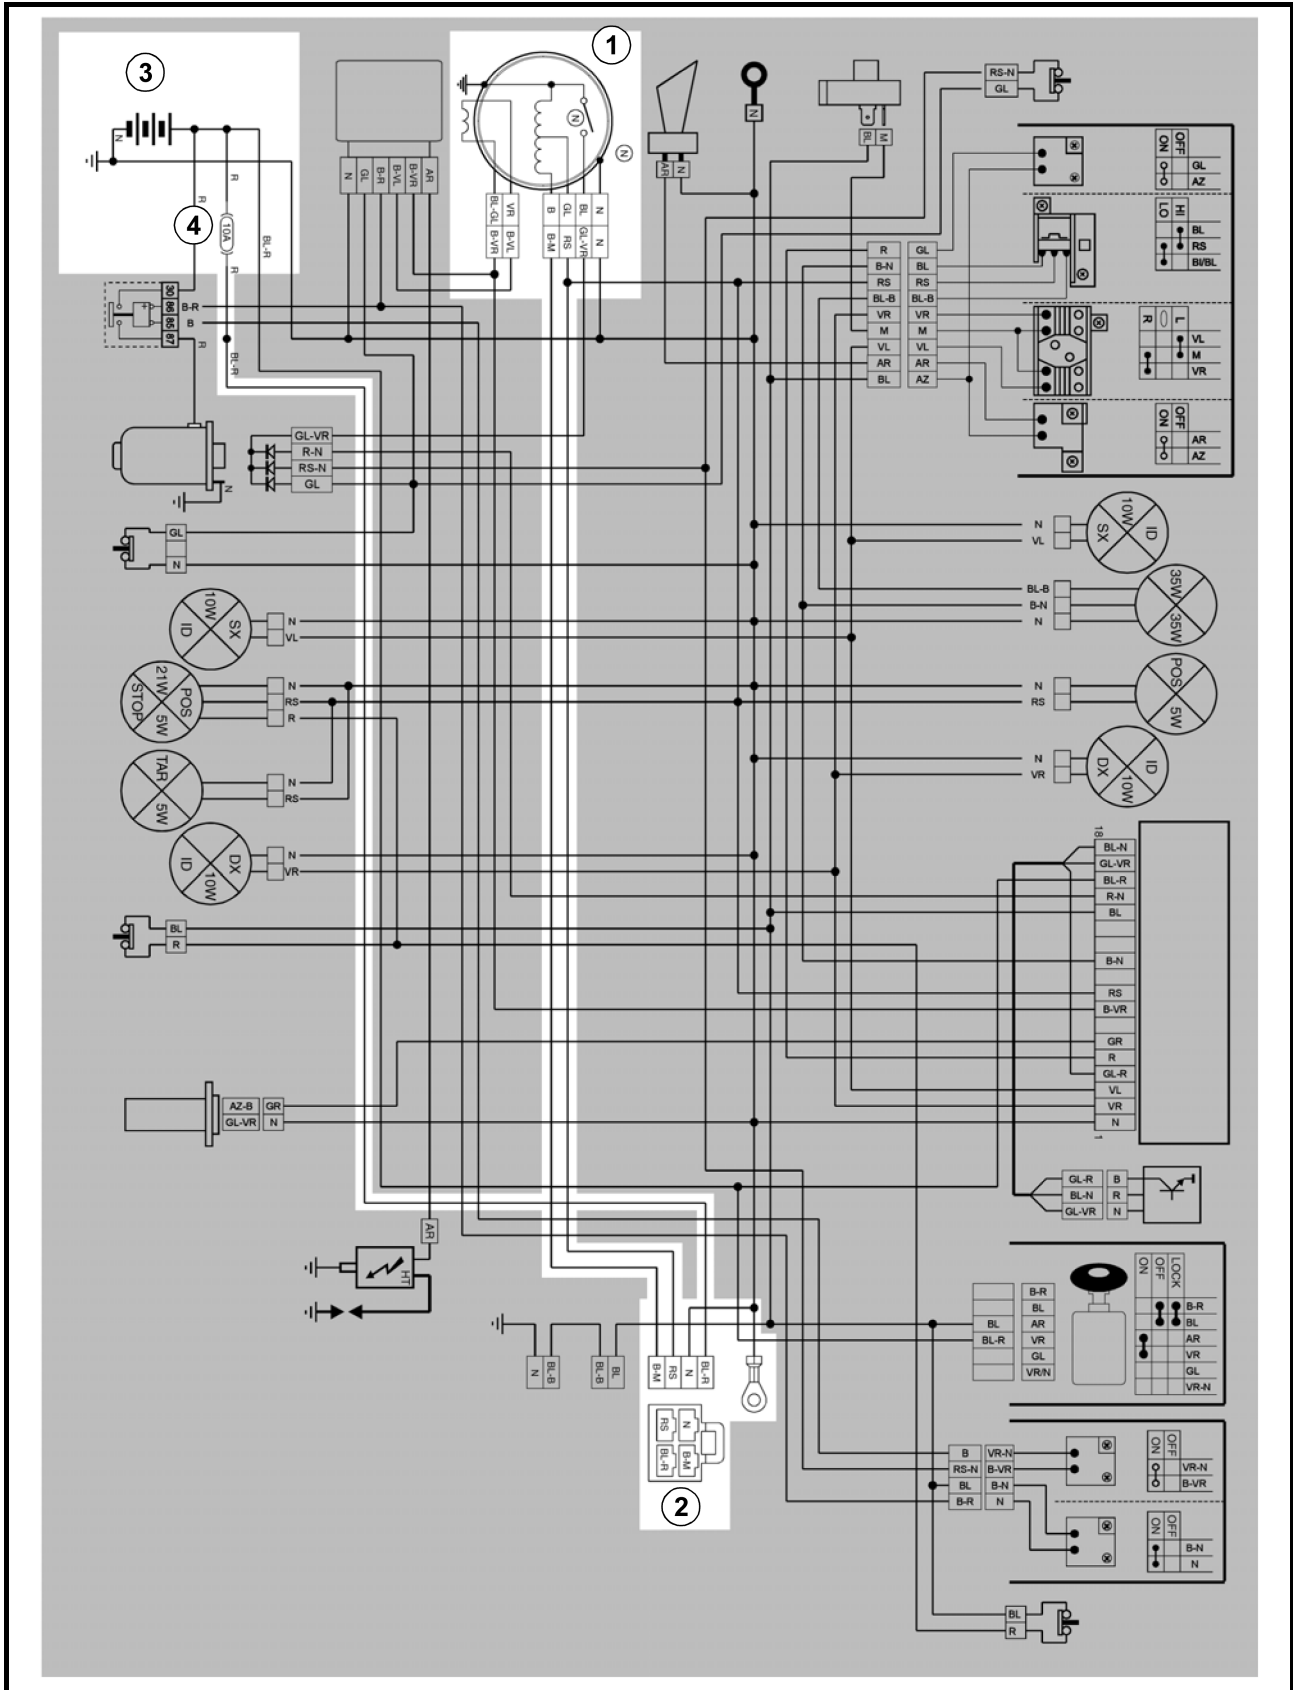 1
3
N
R
R
R
4
10A
BL-R
R
BL-R
30
86
85
87
B-R
B
R
N
GL
B-R
B-VL
B-VR
AR
N
N
BL-GL
VR
B-VR
B-VL
B
GL
BL
N
B-M
RS
GL-VR
N
AR
N
N
BL
M
RS-N
GL
ON
OFF
GL
AZ
LO
HI
BL
RS
BI/BL
R
L
VL
M
VR
ON
OFF
AR
AZ
R
GL
B-N
BL
RS
RS
BL-B
BL-B
VR
VR
M
M
VL
VL
AR
AR
BL
AZ
GL-VR
R-N
RS-N
GL
N
GL
N
10W
SX
ID
N
VL
21W
POS
STOP
5W
N
RS
R
TAR
5W
N
RS
DX
ID
10W
N
VR
BL
R
N
VL
10W
ID
SX
BL-B
B-N
N
35W
35W
N
RS
POS
5W
N
VR
ID
DX
10W
18
BL-N
GL-VR
BL-R
R-N
BL
B-N
RS
B-VR
GR
R
GL-R
VL
VR
N
1
AZ-B
GR
GL-VR
N
GL-R
B
BL-N
R
GL-VR
N
AR
HT
N
BL-B
BL-B
BL
B-M
RS
N
BL-R
RS
N
BL-R
B-M
2
BL
BL-R
B-R
BL
AR
VR
GL
VR/N
ON
OFF
LOCK
B-R
BL
AR
VR
GL
VR-N
B
VR-N
RS-N
B-VR
BL
B-N
B-R
N
ON
OFF
VR-N
B-VR
ON
OFF
B-N
N
BL
R